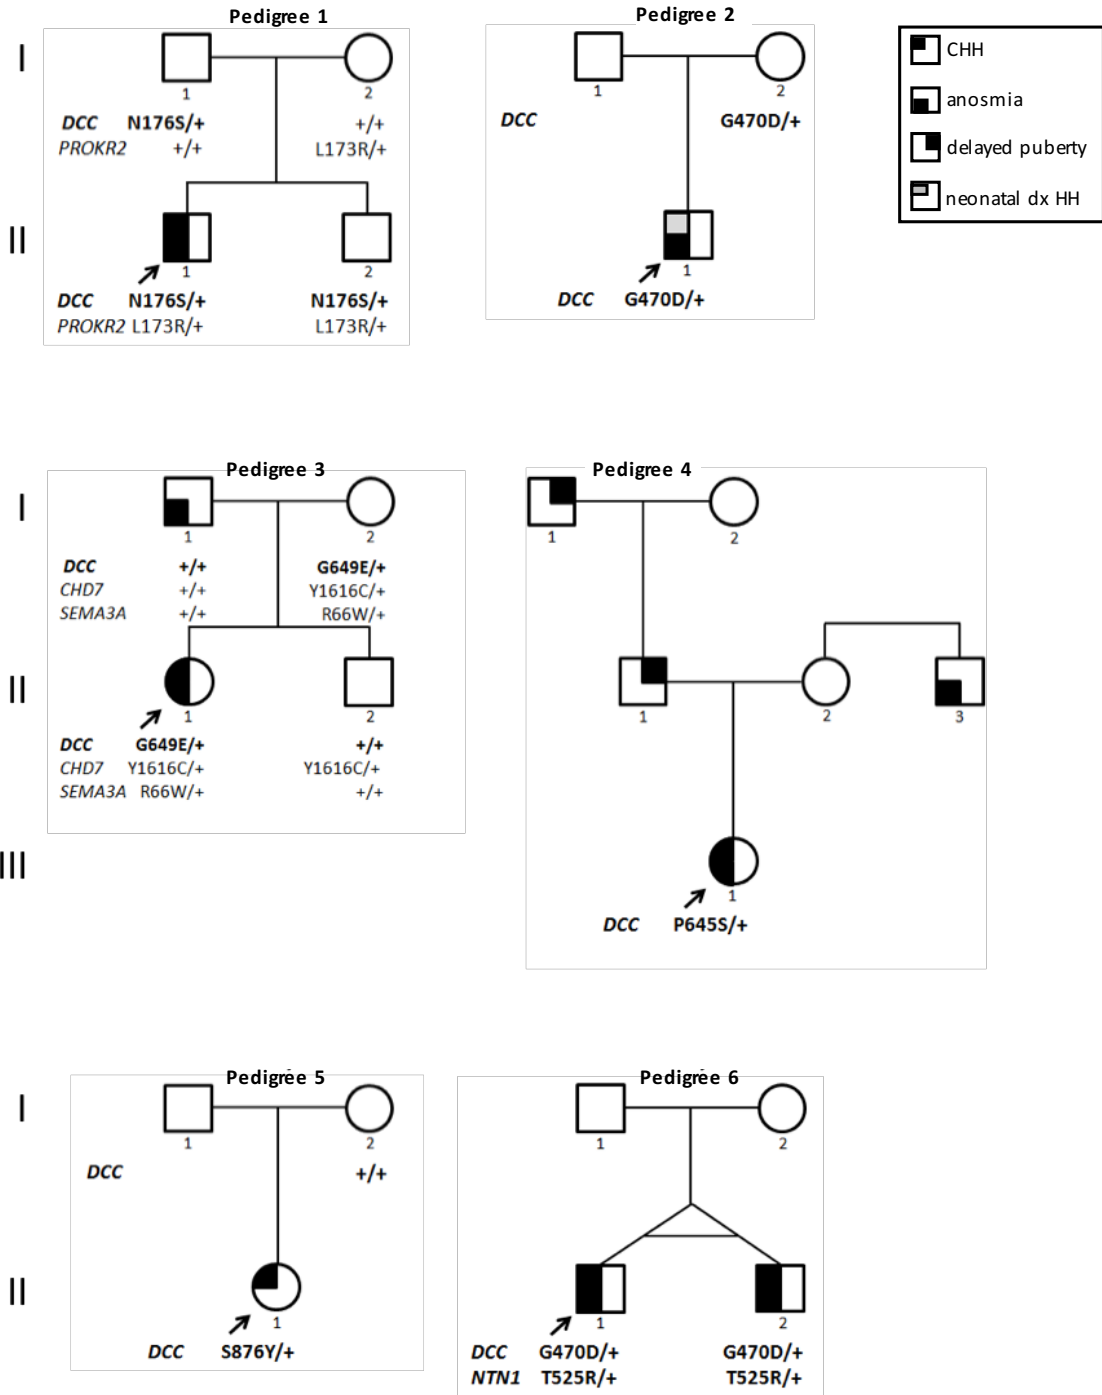 Pedigree 1
I
1
2
DCC N176S/+ +/+
PROKR2 +/+ L173R/+
II
1
2
DCC N176S/+ N176S/+
PROKR2 L173R/+ L173R/+
Pedigree 2
1
2
DCC G470D/+
1
DCC G470D/+
CHH
anosmia
delayed puberty
neonatal dx HH
Pedigree 3
I
1
2
DCC +/+ G649E/+
CHD7 +/+ Y1616C/+
SEMA3A +/+ R66W/+
II
1
2
DCC G649E/+ +/+
CHD7 Y1616C/+ Y1616C/+
SEMA3A R66W/+ +/+
III
Pedigree 4
1
2
1
2
3
1
DCC P645S/+
Pedigree 5
I
1
2
DCC +/+
II
1
DCC S876Y/+
Pedigree 6
1
2
1
2
DCC G470D/+ G470D/+
NTN1 T525R/+ T525R/+